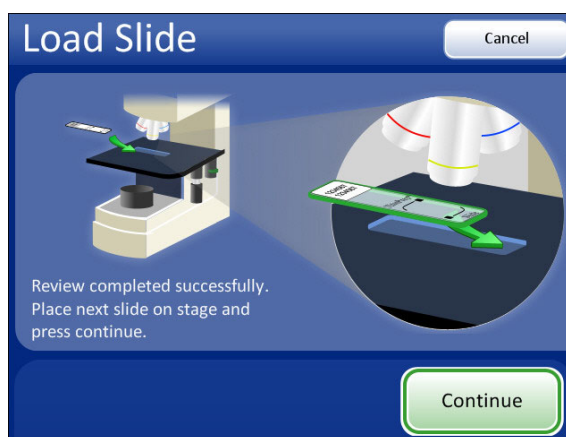 Load Slide
Cancel
Review completed successfully.
Place next slide on stage and
press continue.
Continue